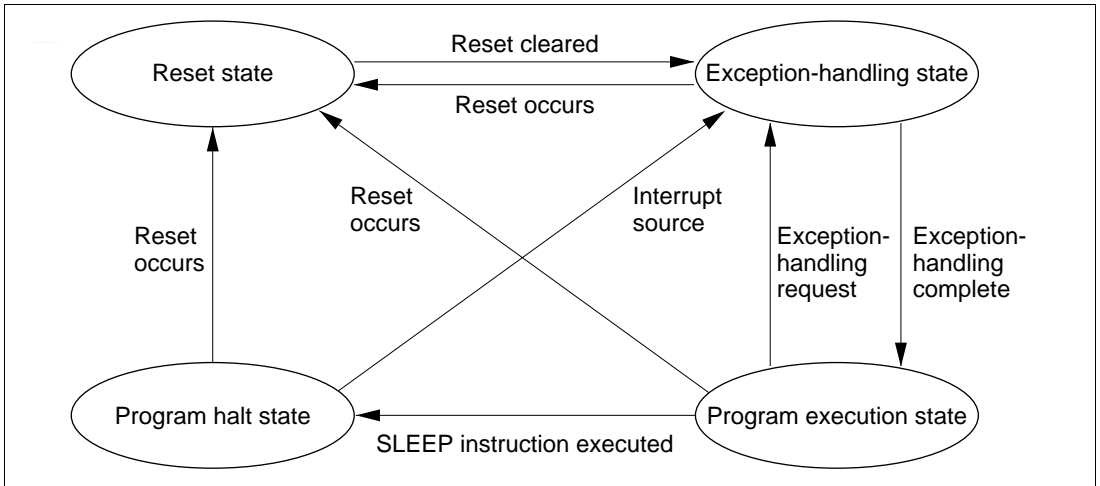 Reset cleared
Reset state
Exception-handling state
Reset occurs
Reset
occurs
Interrupt
source
Reset
occurs
Exception-
handling
request
Exception-
handling
complete
Program halt state
Program execution state
SLEEP instruction executed